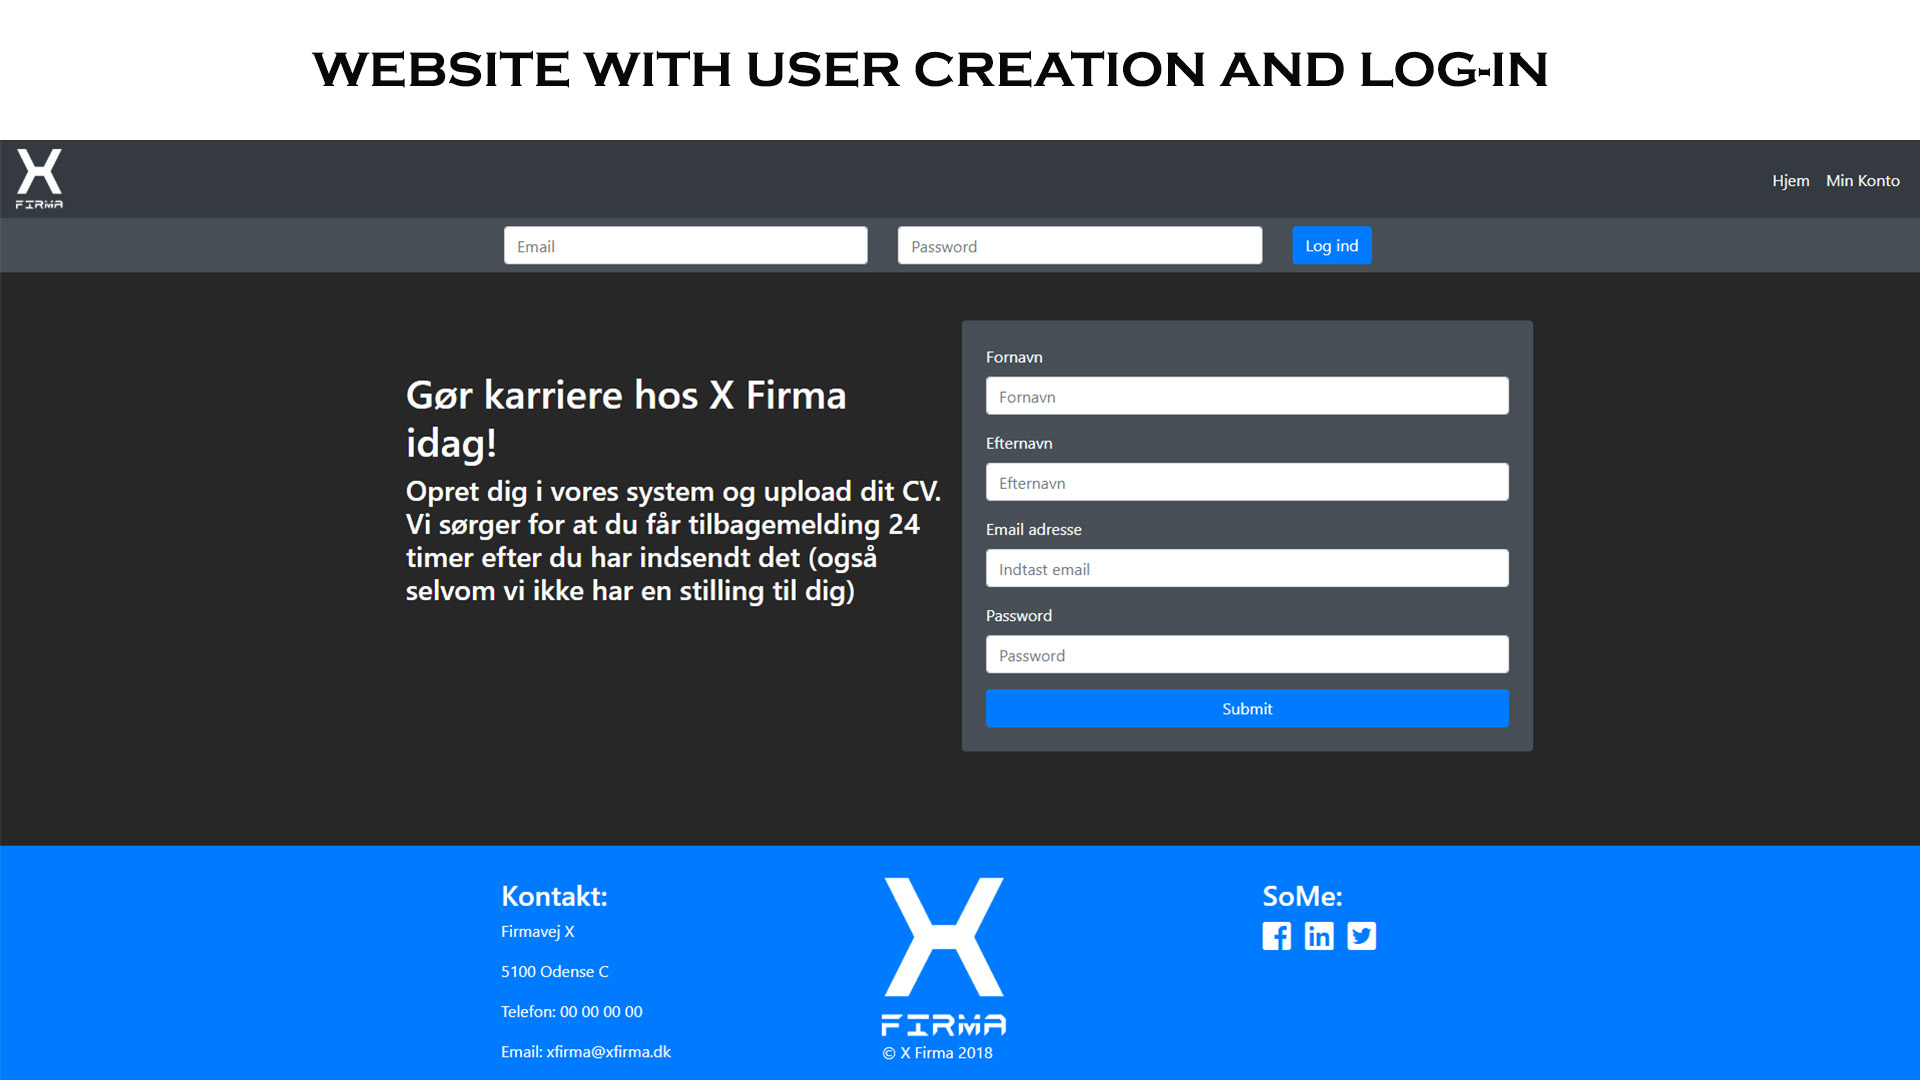 WEBSITE WITH USER CREATION AND LOG-IN
X
FIRMA
Hjem Min Konto
Email Password Log ind
Gør karriere hos X Firma
idag!
Opret dig i vores system og upload dit CV.
Vi sørger for at du får tilbagemelding 24
timer efter du har indsendt det (også
selvom vi ikke har en stilling til dig)
Fornavn
Fornavn
Efternavn
Efternavn
Email adresse
Indtast email
Password
Password
Submit
Kontakt:
Firmavej X
5100 Odense C
Telefon: 00 00 00 00
Email: xfirma@xfirma.dk
X
FIRMA
© X Firma 2018
SoMe: